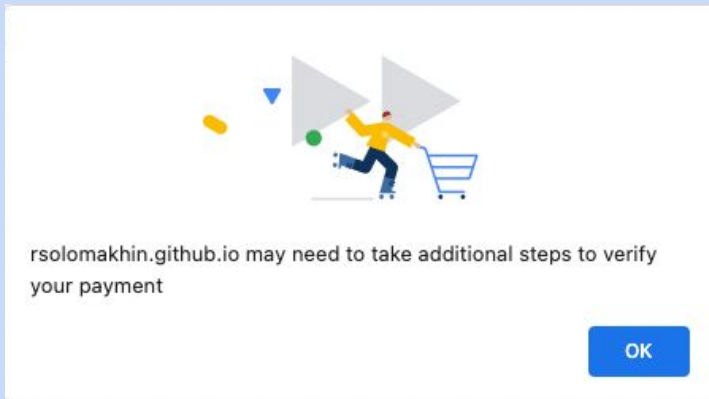 rsolomakhin.github.io may need to take additional steps to verify
your payment
OK